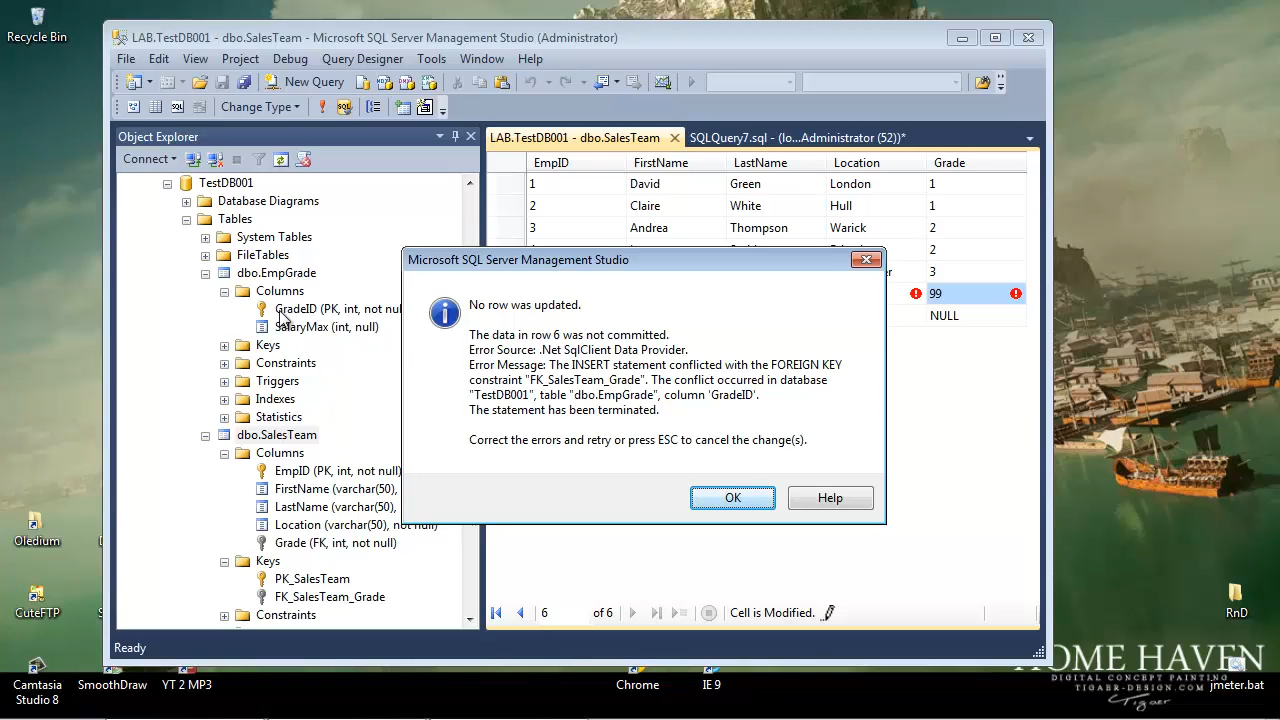 Recycle Bin
LAB.TestDB001 - dbo.SalesTeam - Microsoft SQL Server Management Studio (Administrator)
File Edit View Project Debug Query Designer Tools Window Help
New Query
Change Type
Object Explorer
Connect
TestDB001
Database Diagrams
Tables
System Tables
FileTables
dbo.EmpGrade
Columns
GradeID (PK, int, not nul
SalaryMax (int, null)
Keys
Constraints
Triggers
Indexes
Statistics
dbo.SalesTeam
Columns
EmpID (PK, int, not null)
FirstName (varchar(50),
LastName (varchar(50),
Location (varchar(50), not null)
Grade (FK, int, not null)
Keys
PK_SalesTeam
FK_SalesTeam_Grade
Constraints
LAB.TestDB001 - dbo.SalesTeam SQLQuery7.sql - (lo...Administrator (52))*
EmpID FirstName LastName Location Grade
1 David Green London 1
2 Claire White Hull 1
3 Andrea Thompson Warick 2
2
3
99
NULL
Microsoft SQL Server Management Studio
No row was updated.
The data in row 6 was not committed.
Error Source: .Net SqlClient Data Provider.
Error Message: The INSERT statement conflicted with the FOREIGN KEY
constraint "FK_SalesTeam_Grade". The conflict occurred in database
"TestDB001", table "dbo.EmpGrade", column 'GradeID'.
The statement has been terminated.
Correct the errors and retry or press ESC to cancel the change(s).
OK Help
6 of 6 Cell is Modified.
Ready
Oledium
CuteFTP
RnD
Camtasia
Studio 8
SmoothDraw
YT 2 MP3
Chrome
IE 9
jmeter.bat
HOME HAVEN
DIGITAL CONCEPT PAINTING
TIGAER-DESIGN.COM
Tigaer